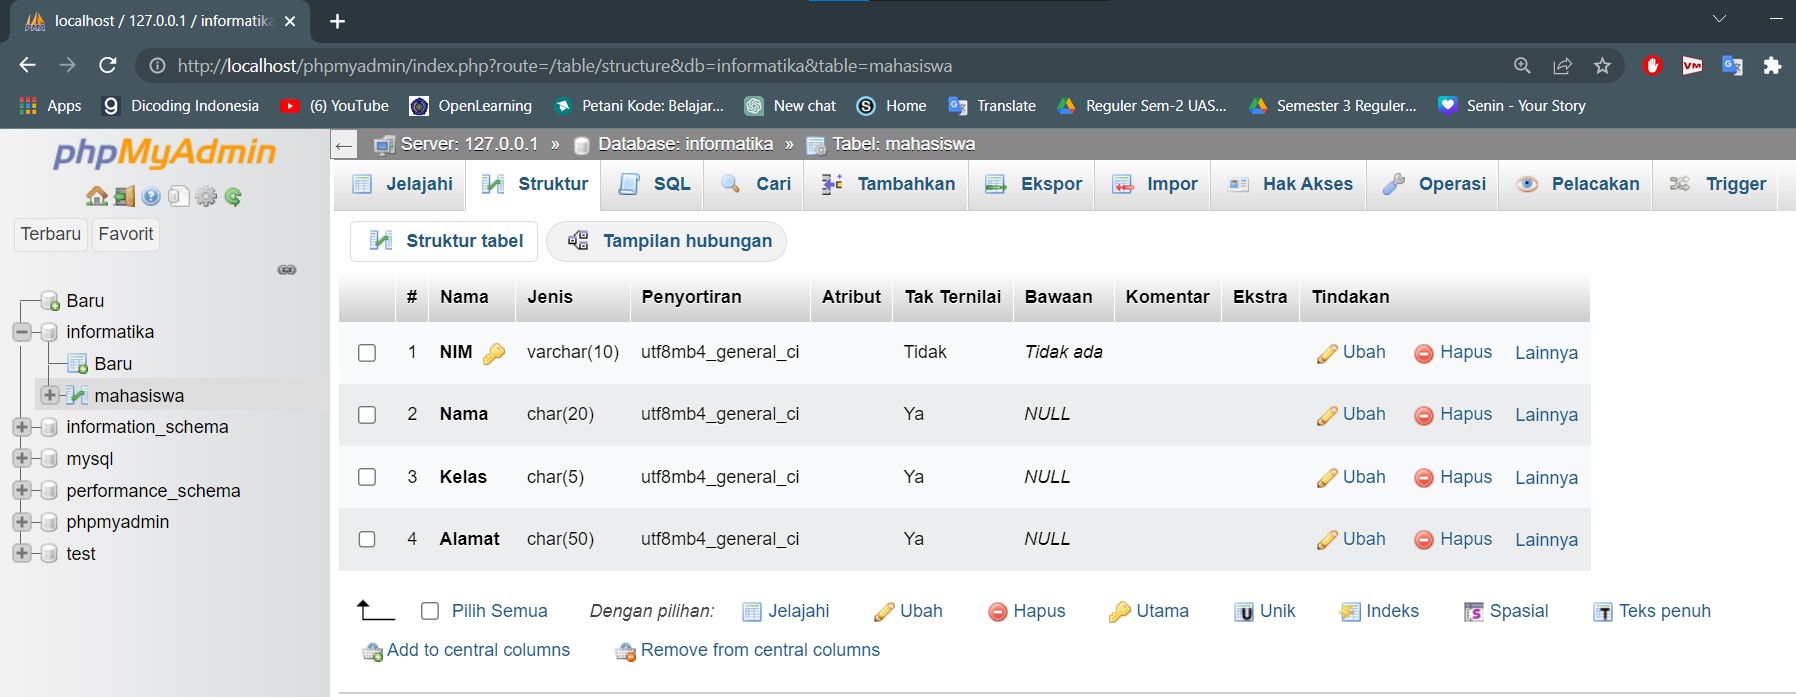 localhost / 127.0.0.1 / informatika
http://localhost/phpmyadmin/index.php?route=/table/structure&db=informatika&table=mahasiswa
Apps Dicoding Indonesia (6) YouTube OpenLearning Petani Kode: Belajar... New chat Home Translate Reguler Sem-2 UAS... Semester 3 Reguler... Senin - Your Story
phpMyAdmin
Terbaru Favorit
Baru
informatika
Baru
mahasiswa
information_schema
mysql
performance_schema
phpmyadmin
test
← Server: 127.0.0.1 » Database: informatika » Tabel: mahasiswa
Jelajahi Struktur SQL Cari Tambahkan Ekspor Impor Hak Akses Operasi Pelacakan Trigger
Struktur tabel Tampilan hubungan
# Nama Jenis Penyortiran Atribut Tak Ternilai Bawaan Komentar Ekstra Tindakan
1 NIM varchar(10) utf8mb4_general_ci Tidak Tidak ada Ubah Hapus Lainnya
2 Nama char(20) utf8mb4_general_ci Ya NULL Ubah Hapus Lainnya
3 Kelas char(5) utf8mb4_general_ci Ya NULL Ubah Hapus Lainnya
4 Alamat char(50) utf8mb4_general_ci Ya NULL Ubah Hapus Lainnya
Pilih Semua Dengan pilihan: Jelajahi Ubah Hapus Utama Unik Indeks Spasial Teks penuh
Add to central columns Remove from central columns